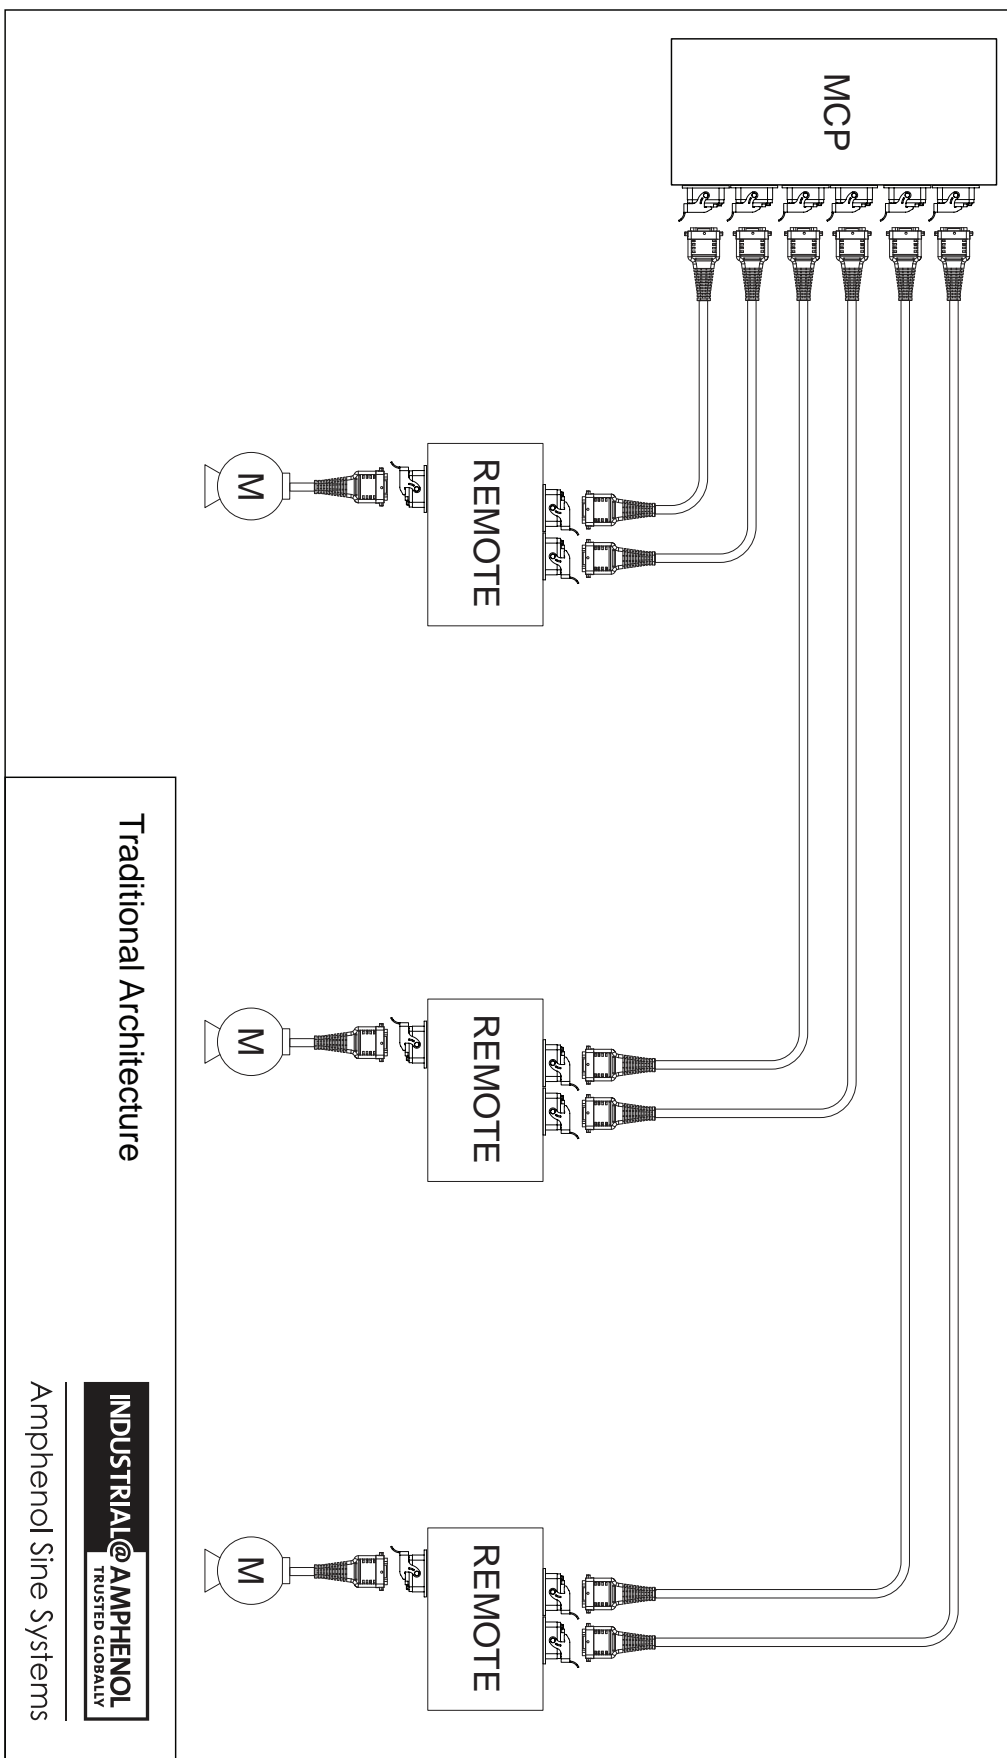 MCP
REMOTE
REMOTE
REMOTE
M
M
M
Traditional Architecture
INDUSTRIAL@AMPHENOL
TRUSTED GLOBALLY
Amphenol Sine Systems